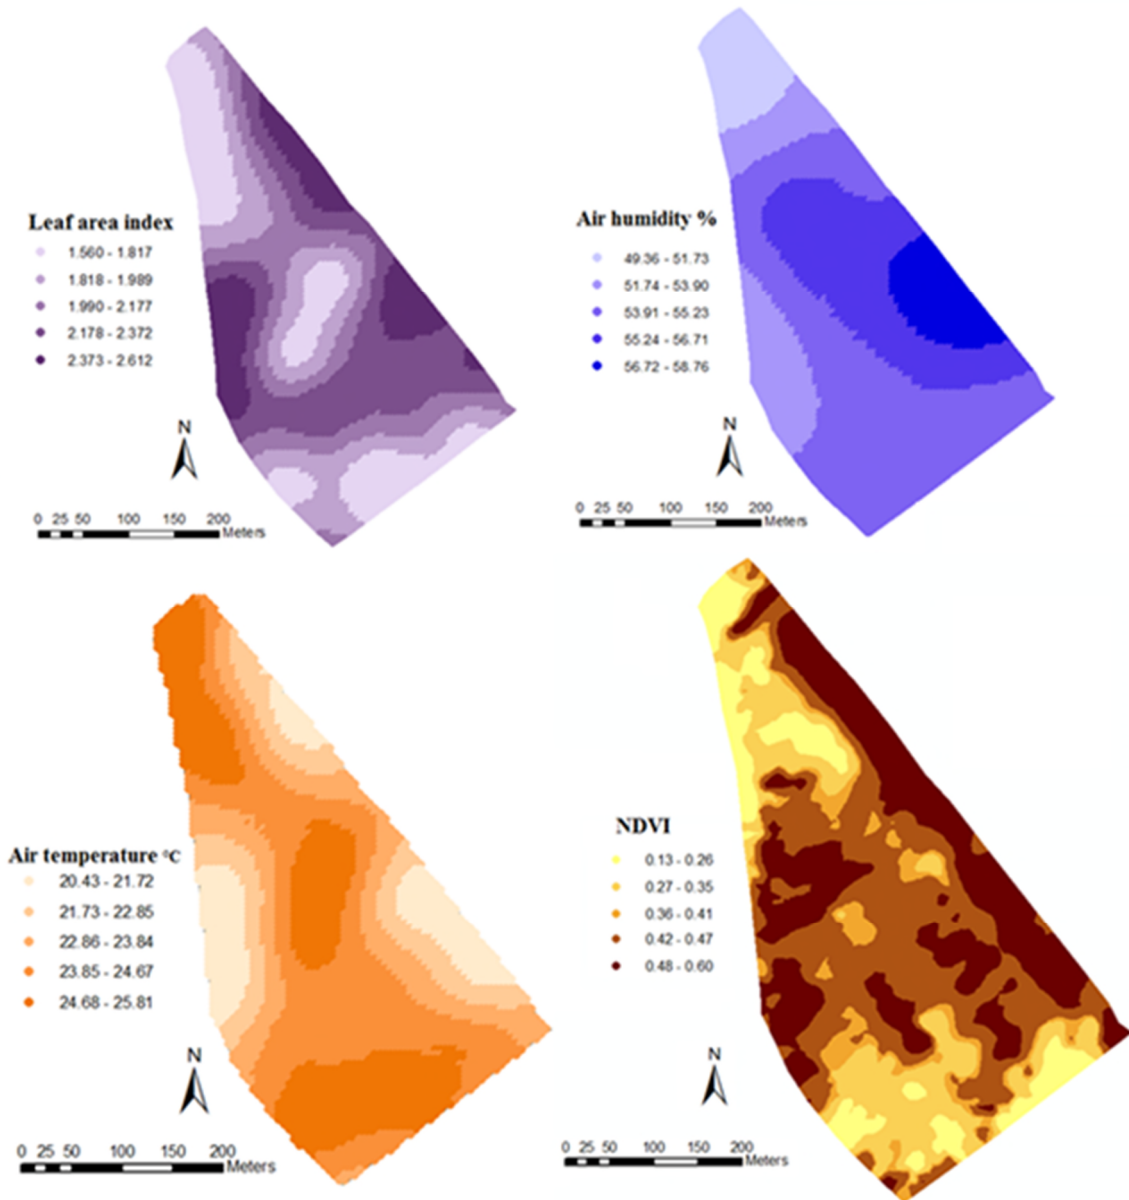 Leaf area index
1.560 - 1.817
1.818 - 1.989
1.990 - 2.177
2.178 - 2.372
2.373 - 2.612
N
0 25 50 100 150 200
Meters
Air humidity %
49.36 - 51.73
51.74 - 53.90
53.91 - 55.23
55.24 - 56.71
56.72 - 58.76
N
0 25 50 100 150 200
Meters
Air temperature °C
20.43 - 21.72
21.73 - 22.85
22.86 - 23.84
23.85 - 24.67
24.68 - 25.81
N
0 25 50 100 150 200
Meters
NDVI
0.13 - 0.26
0.27 - 0.35
0.36 - 0.41
0.42 - 0.47
0.48 - 0.60
N
0 25 50 100 150 200
Meters